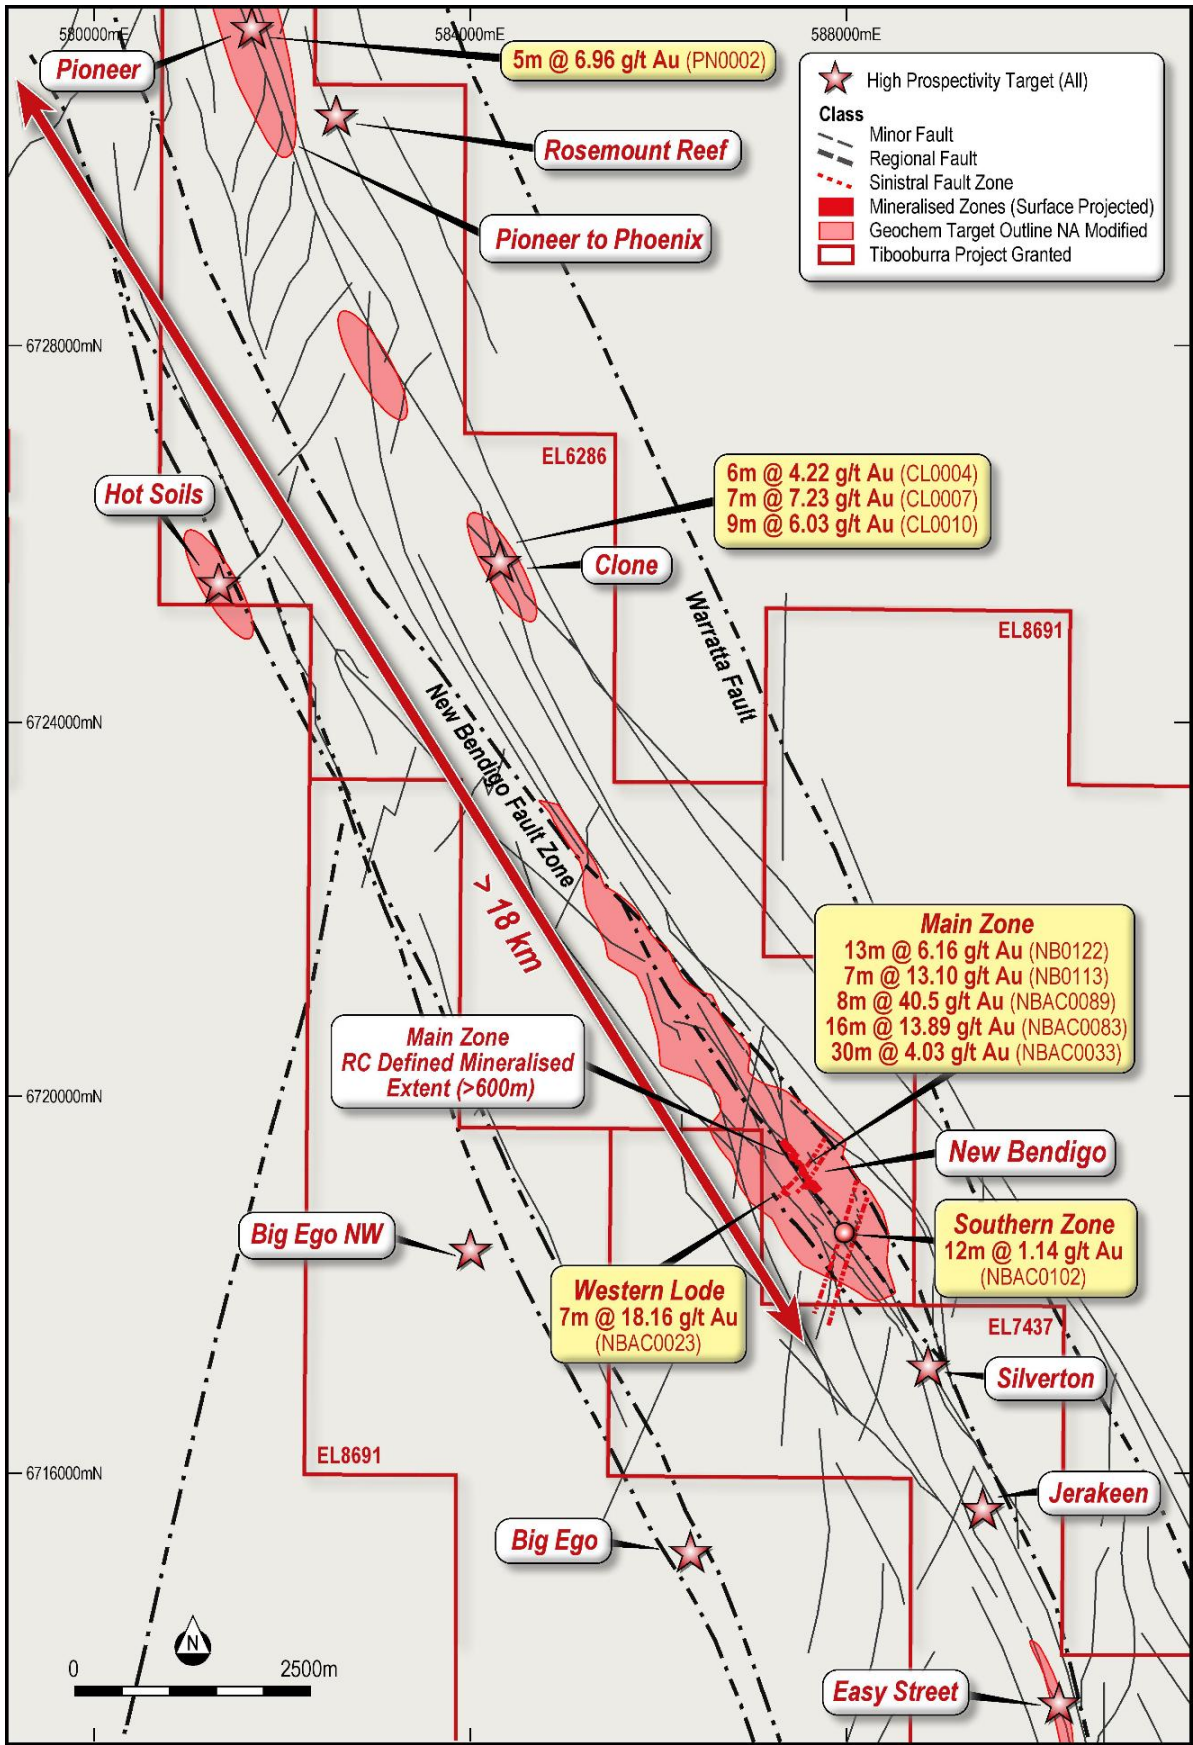 580000mE
584000mE
588000mE
Pioneer
5m @ 6.96 g/t Au (PN0002)
High Prospectivity Target (All)
Class
Minor Fault
Regional Fault
Sinistral Fault Zone
Mineralised Zones (Surface Projected)
Geochem Target Outline NA Modified
Tibooburra Project Granted
Rosemount Reef
Pioneer to Phoenix
6728000mN
EL6286
6m @ 4.22 g/t Au (CL0004)
7m @ 7.23 g/t Au (CL0007)
9m @ 6.03 g/t Au (CL0010)
Hot Soils
Clone
Warratta Fault
EL8691
6724000mN
New Bendigo Fault Zone
> 18 km
Main Zone
13m @ 6.16 g/t Au (NB0122)
7m @ 13.10 g/t Au (NB0113)
8m @ 40.5 g/t Au (NBAC0089)
16m @ 13.89 g/t Au (NBAC0083)
30m @ 4.03 g/t Au (NBAC0033)
Main Zone
RC Defined Mineralised
Extent (>600m)
6720000mN
New Bendigo
Big Ego NW
Southern Zone
12m @ 1.14 g/t Au
(NBAC0102)
Western Lode
7m @ 18.16 g/t Au
(NBAC0023)
EL7437
Silverton
EL8691
6716000mN
Jerakeen
Big Ego
N
0
2500m
Easy Street